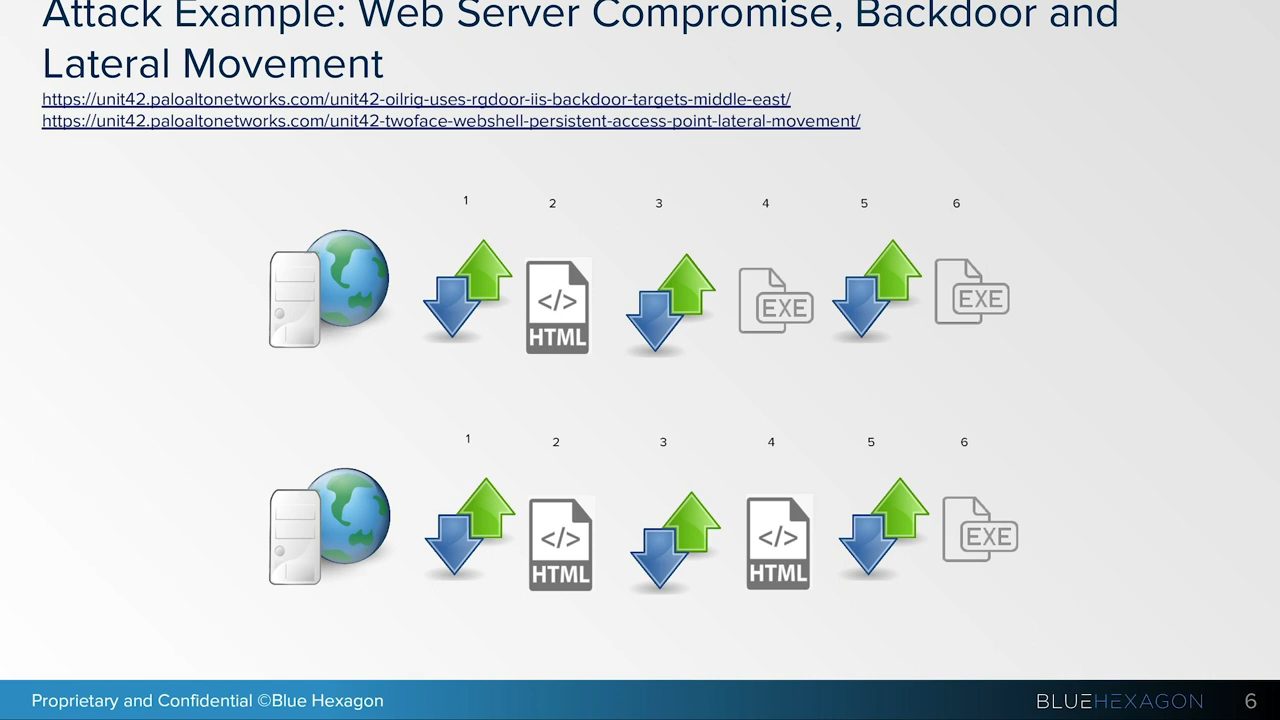 Attack Example: Web Server Compromise, Backdoor and
Lateral Movement
https://unit42.paloaltonetworks.com/unit42-oilrig-uses-rgdoor-iis-backdoor-targets-middle-east/
https://unit42.paloaltonetworks.com/unit42-twoface-webshell-persistent-access-point-lateral-movement/
1 2 3 4 5 6
</> EXE EXE
HTML
1 2 3 4 5 6
</> </> EXE
HTML HTML
Proprietary and Confidential ©Blue Hexagon BLUEHEXAGON 6